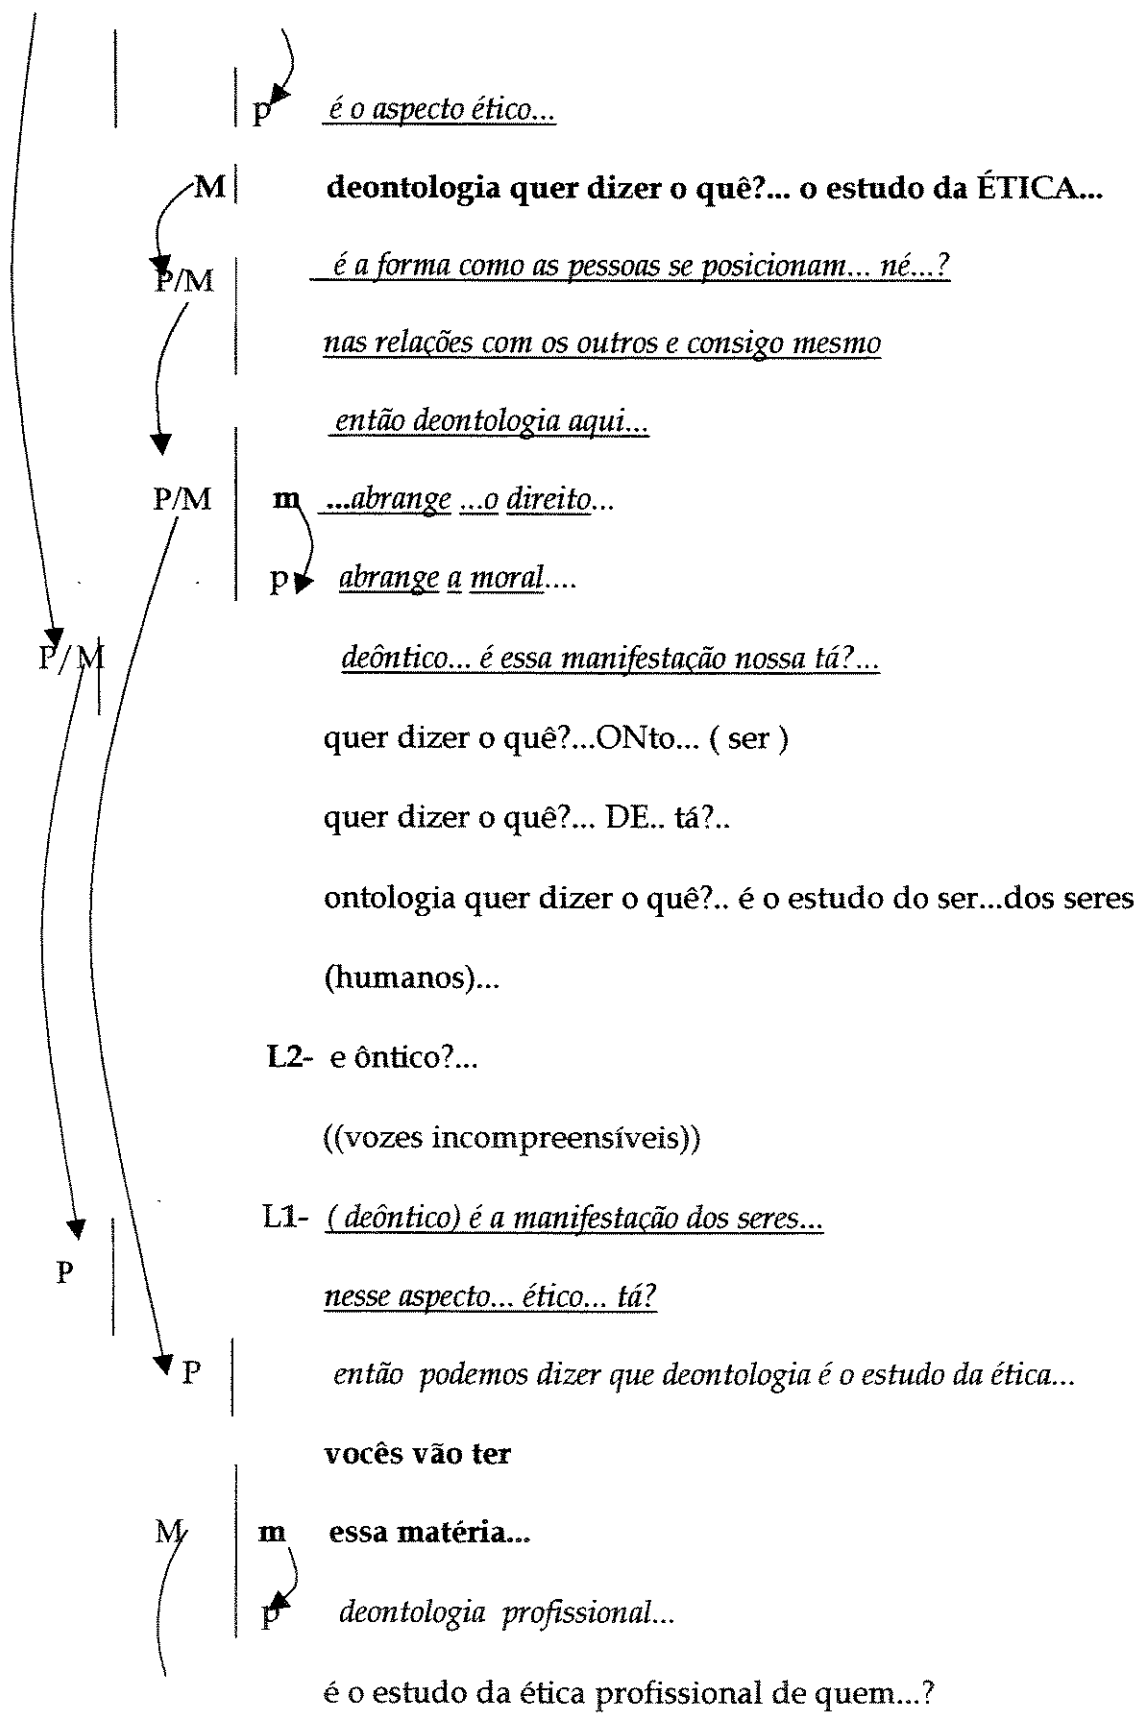 p é o aspecto ético...
M deontologia quer dizer o quê?... o estudo da ÉTICA...
P/M é a forma como as pessoas se posicionam... né...?
nas relações com os outros e consigo mesmo
então deontologia aqui...
P/M m ...abrange ...o direito...
p abrange a moral....
P/M deôntico... é essa manifestação nossa tá?...
quer dizer o quê?...ONto... ( ser )
quer dizer o quê?... DE.. tá?..
ontologia quer dizer o quê?.. é o estudo do ser...dos seres
(humanos)...
L2- e ôntico?...
((vozes incompreensíveis))
L1- ( deôntico) é a manifestação dos seres...
P
nesse aspecto... ético... tá?
P então podemos dizer que deontologia é o estudo da ética...
vocês vão ter
M m essa matéria...
p deontologia profissional...
é o estudo da ética profissional de quem...?